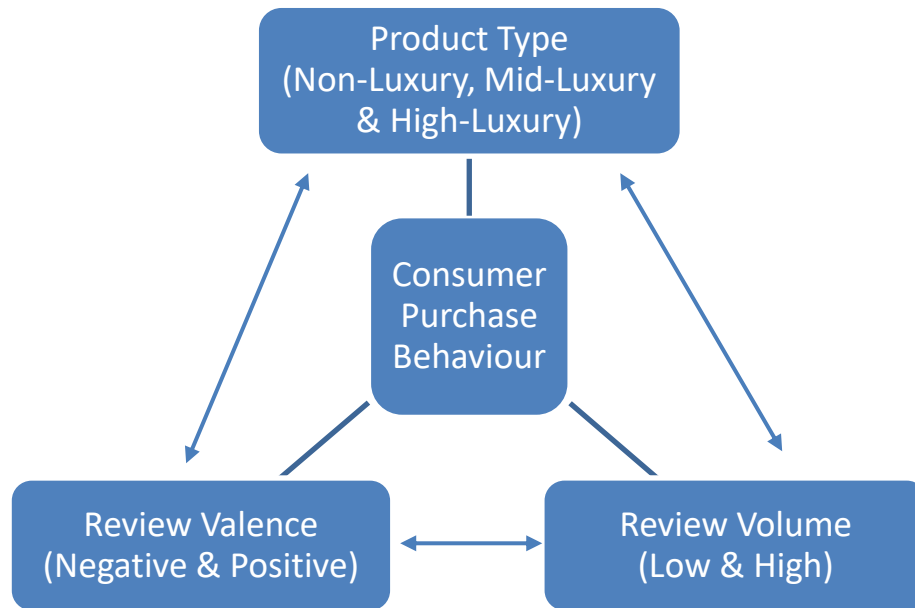 Product Type
(Non-Luxury, Mid-Luxury
& High-Luxury)
Consumer
Purchase
Behaviour
Review Valence
(Negative & Positive)
Review Volume
(Low & High)